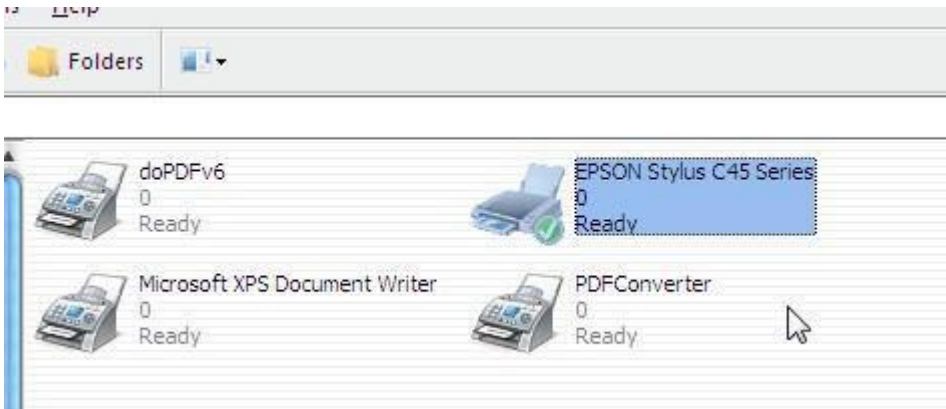 Help
Folders
doPDFv6
0
Ready
EPSON Stylus C45 Series
0
Ready
Microsoft XPS Document Writer
0
Ready
PDFConverter
0
Ready